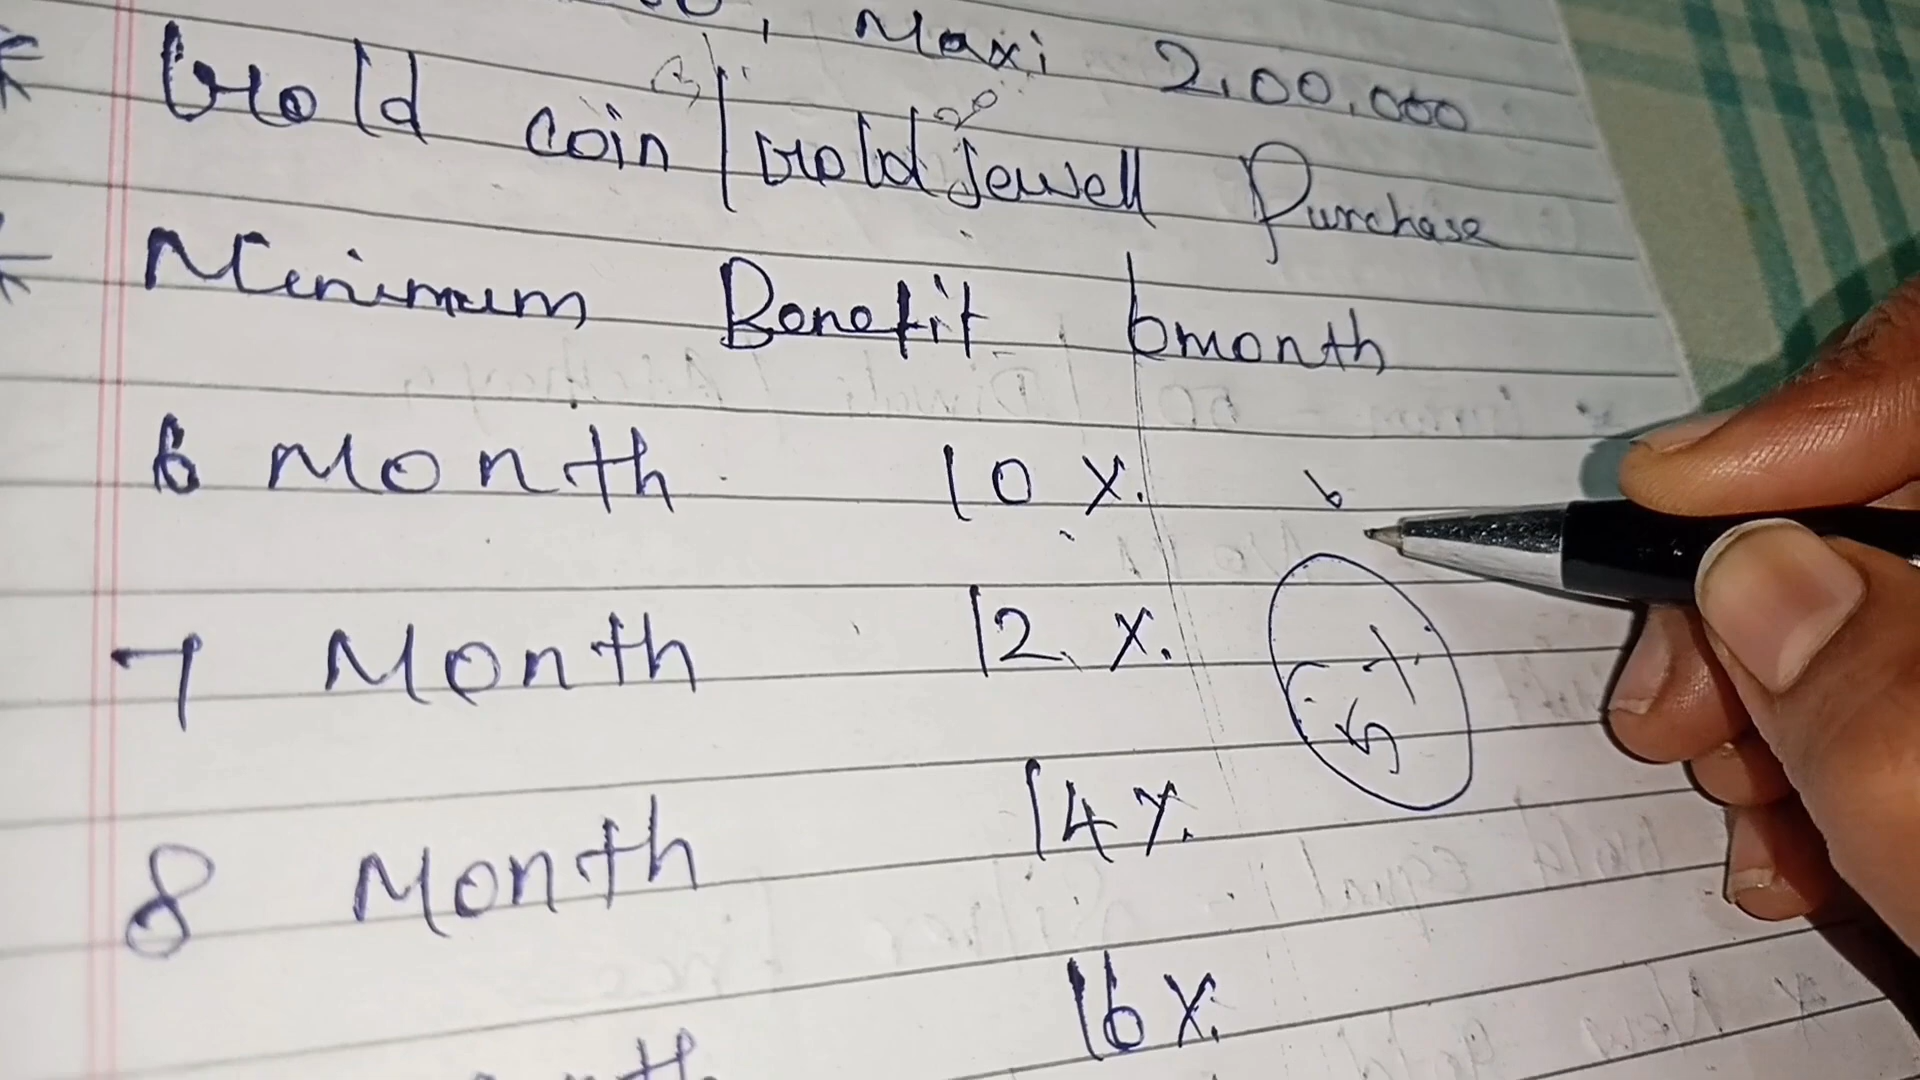 , Maxi 2,00,000
* Gold coin | Gold Jewell Purchase
* Minimum Benefit 6month
6 Month 10 %.
6
7 Month 12 %.
8 Month 14 %.
16 %.